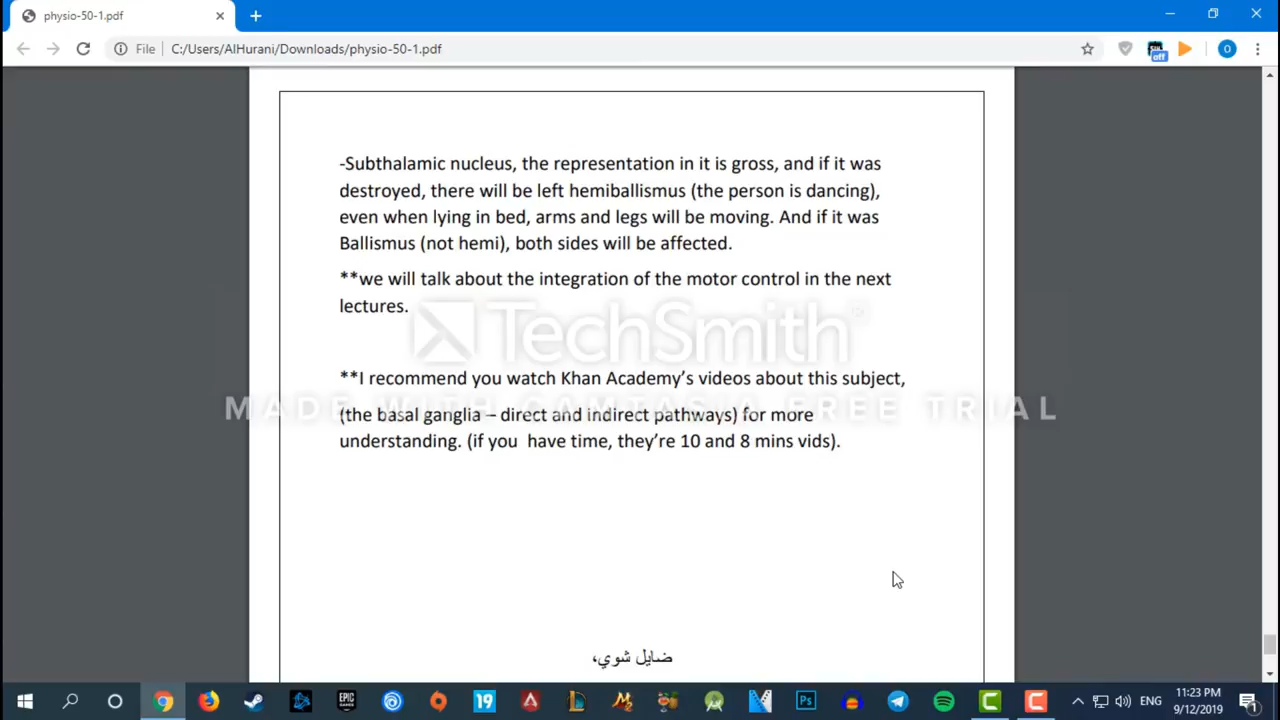 physio-50-1.pdf
File C:/Users/AlHurani/Downloads/physio-50-1.pdf
off
O
-Subthalamic nucleus, the representation in it is gross, and if it was
destroyed, there will be left hemiballismus (the person is dancing),
even when lying in bed, arms and legs will be moving. And if it was
Ballismus (not hemi), both sides will be affected.
**we will talk about the integration of the motor control in the next
lectures.
TechSmith
**I recommend you watch Khan Academy's videos about this subject,
MADE WITH CAMTASIA FREE TRIAL
(the basal ganglia – direct and indirect pathways) for more
understanding. (if you  have time, they're 10 and 8 mins vids).
ضايل شوي،
EPIC GAMES
19
Ps
ENG
11:23 PM
9/12/2019
1